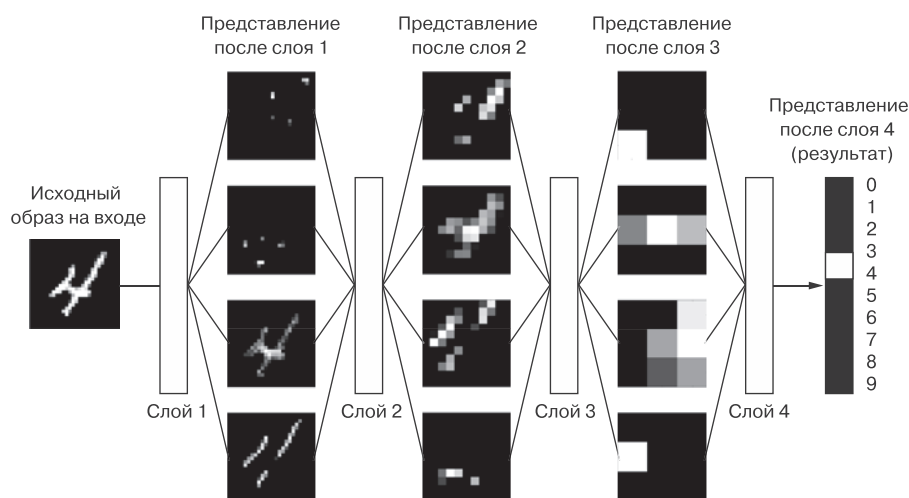 Представление
после слоя 1
Представление
после слоя 2
Представление
после слоя 3
Представление
после слоя 4
(результат)
Исходный
образ на входе
0
1
2
3
4
5
6
7
8
9
Слой 1
Слой 2
Слой 3
Слой 4